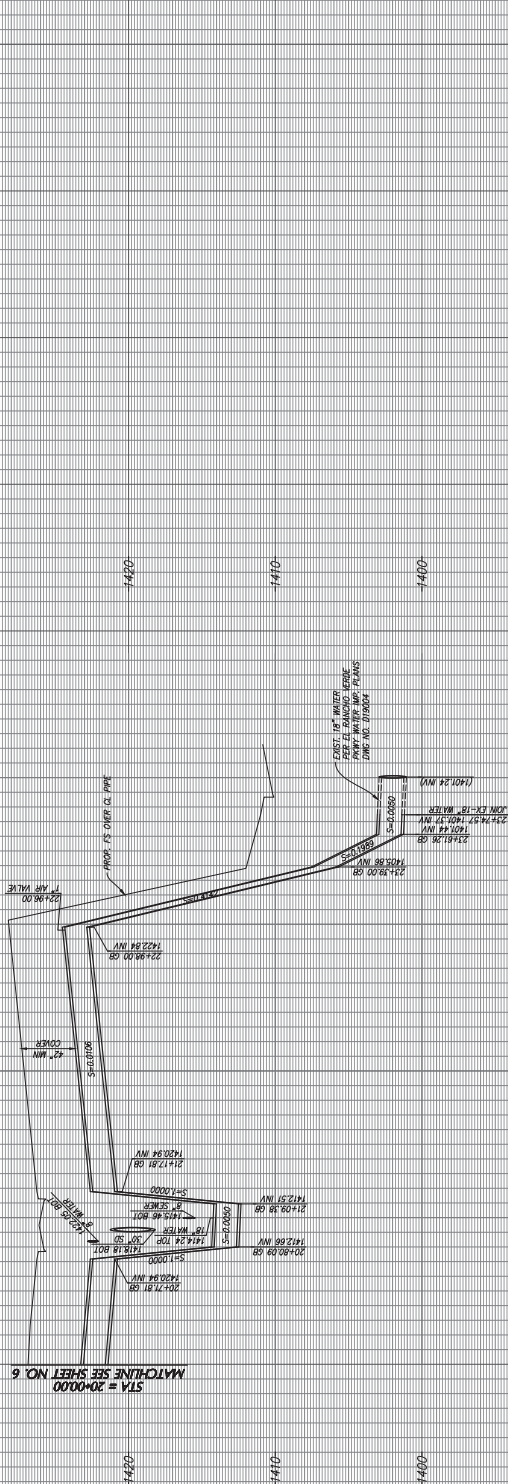 1420
1410
1400
EXIST. 18" WATER
PER EL RANCHO VERDE
PKWY WATER IMP. PLANS
DWG NO. D19004
PROP. FS OVER CL PIPE
(1401.24 INV)
S=0.0050
23+74.57 1401.37 INV
JOIN EX-18" WATER
23+61.26 GB
1401.44 INV
S=0.1989
23+39.00 GB
1405.86 INV
22+96.00
1" AIR VALVE
22+98.00 GB
1422.84 INV
42" MIN
COVER
S=0.0106
21+17.81 GB
1420.94 INV
S=1.0000
21+09.38 GB
1412.51 INV
8" SEWER
1415.46 BOT
8" WATER
1422.05 BOT
18" WATER
1414.24 TOP
30" SD
1418.18 BOT
S=0.0050
20+80.09 GB
1412.66 INV
S=1.0000
20+71.81 GB
1420.94 INV
STA = 20+00.00
MATCHLINE SEE SHEET NO. 6
1420
1410
1400